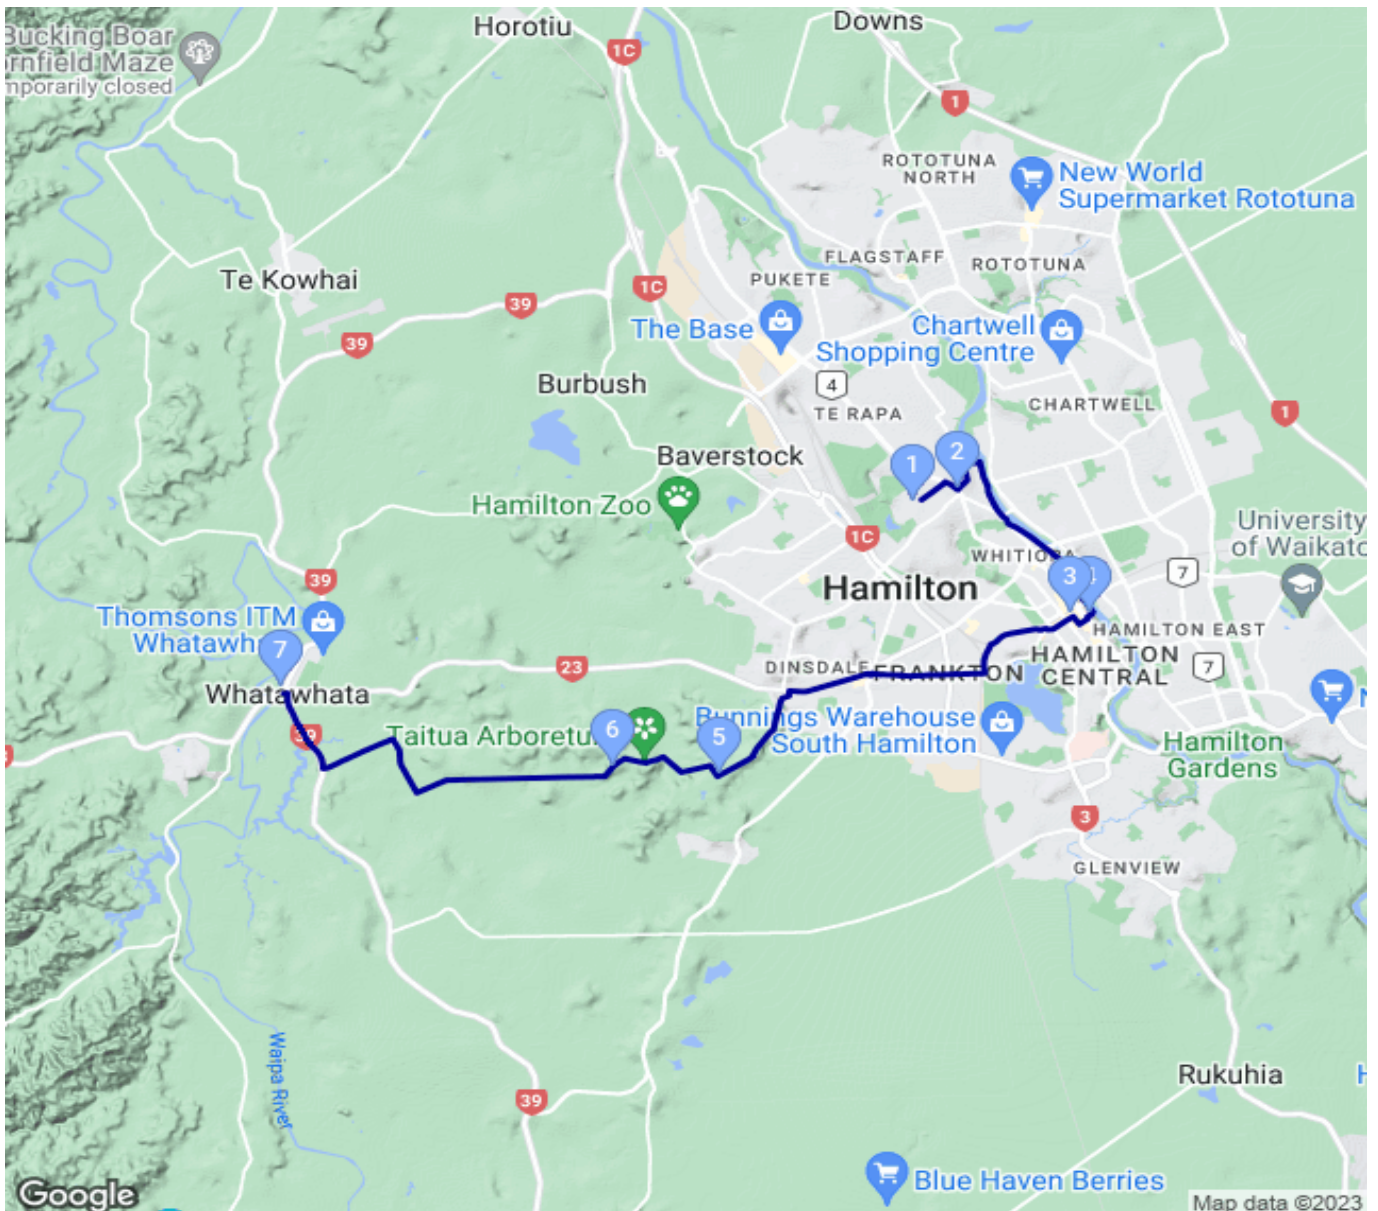 Bucking Boar
rnfield Maze
mporarily closed
Horotiu
1C
Downs
1
ROTOTUNA
NORTH
New World
Supermarket Rototuna
FLAGSTAFF
ROTOTUNA
PUKETE
Te Kowhai
1C
39
39
The Base
Chartwell
Shopping Centre
Burbush
4
TE RAPA
CHARTWELL
1
Baverstock
1
2
Hamilton Zoo
1C
University
of Waikato
WHITIORA
7
39
Hamilton
3
4
Thomsons ITM
Whatawh
HAMILTON EAST
7
23
DINSDALE
FRANKTON
HAMILTON
CENTRAL
7
Whatawhata
39
Bunnings Warehouse
South Hamilton
Taitua Arboretu
6
5
Hamilton
Gardens
3
GLENVIEW
Waipa River
39
Rukuhia
H
Blue Haven Berries
Google
Map data ©2023